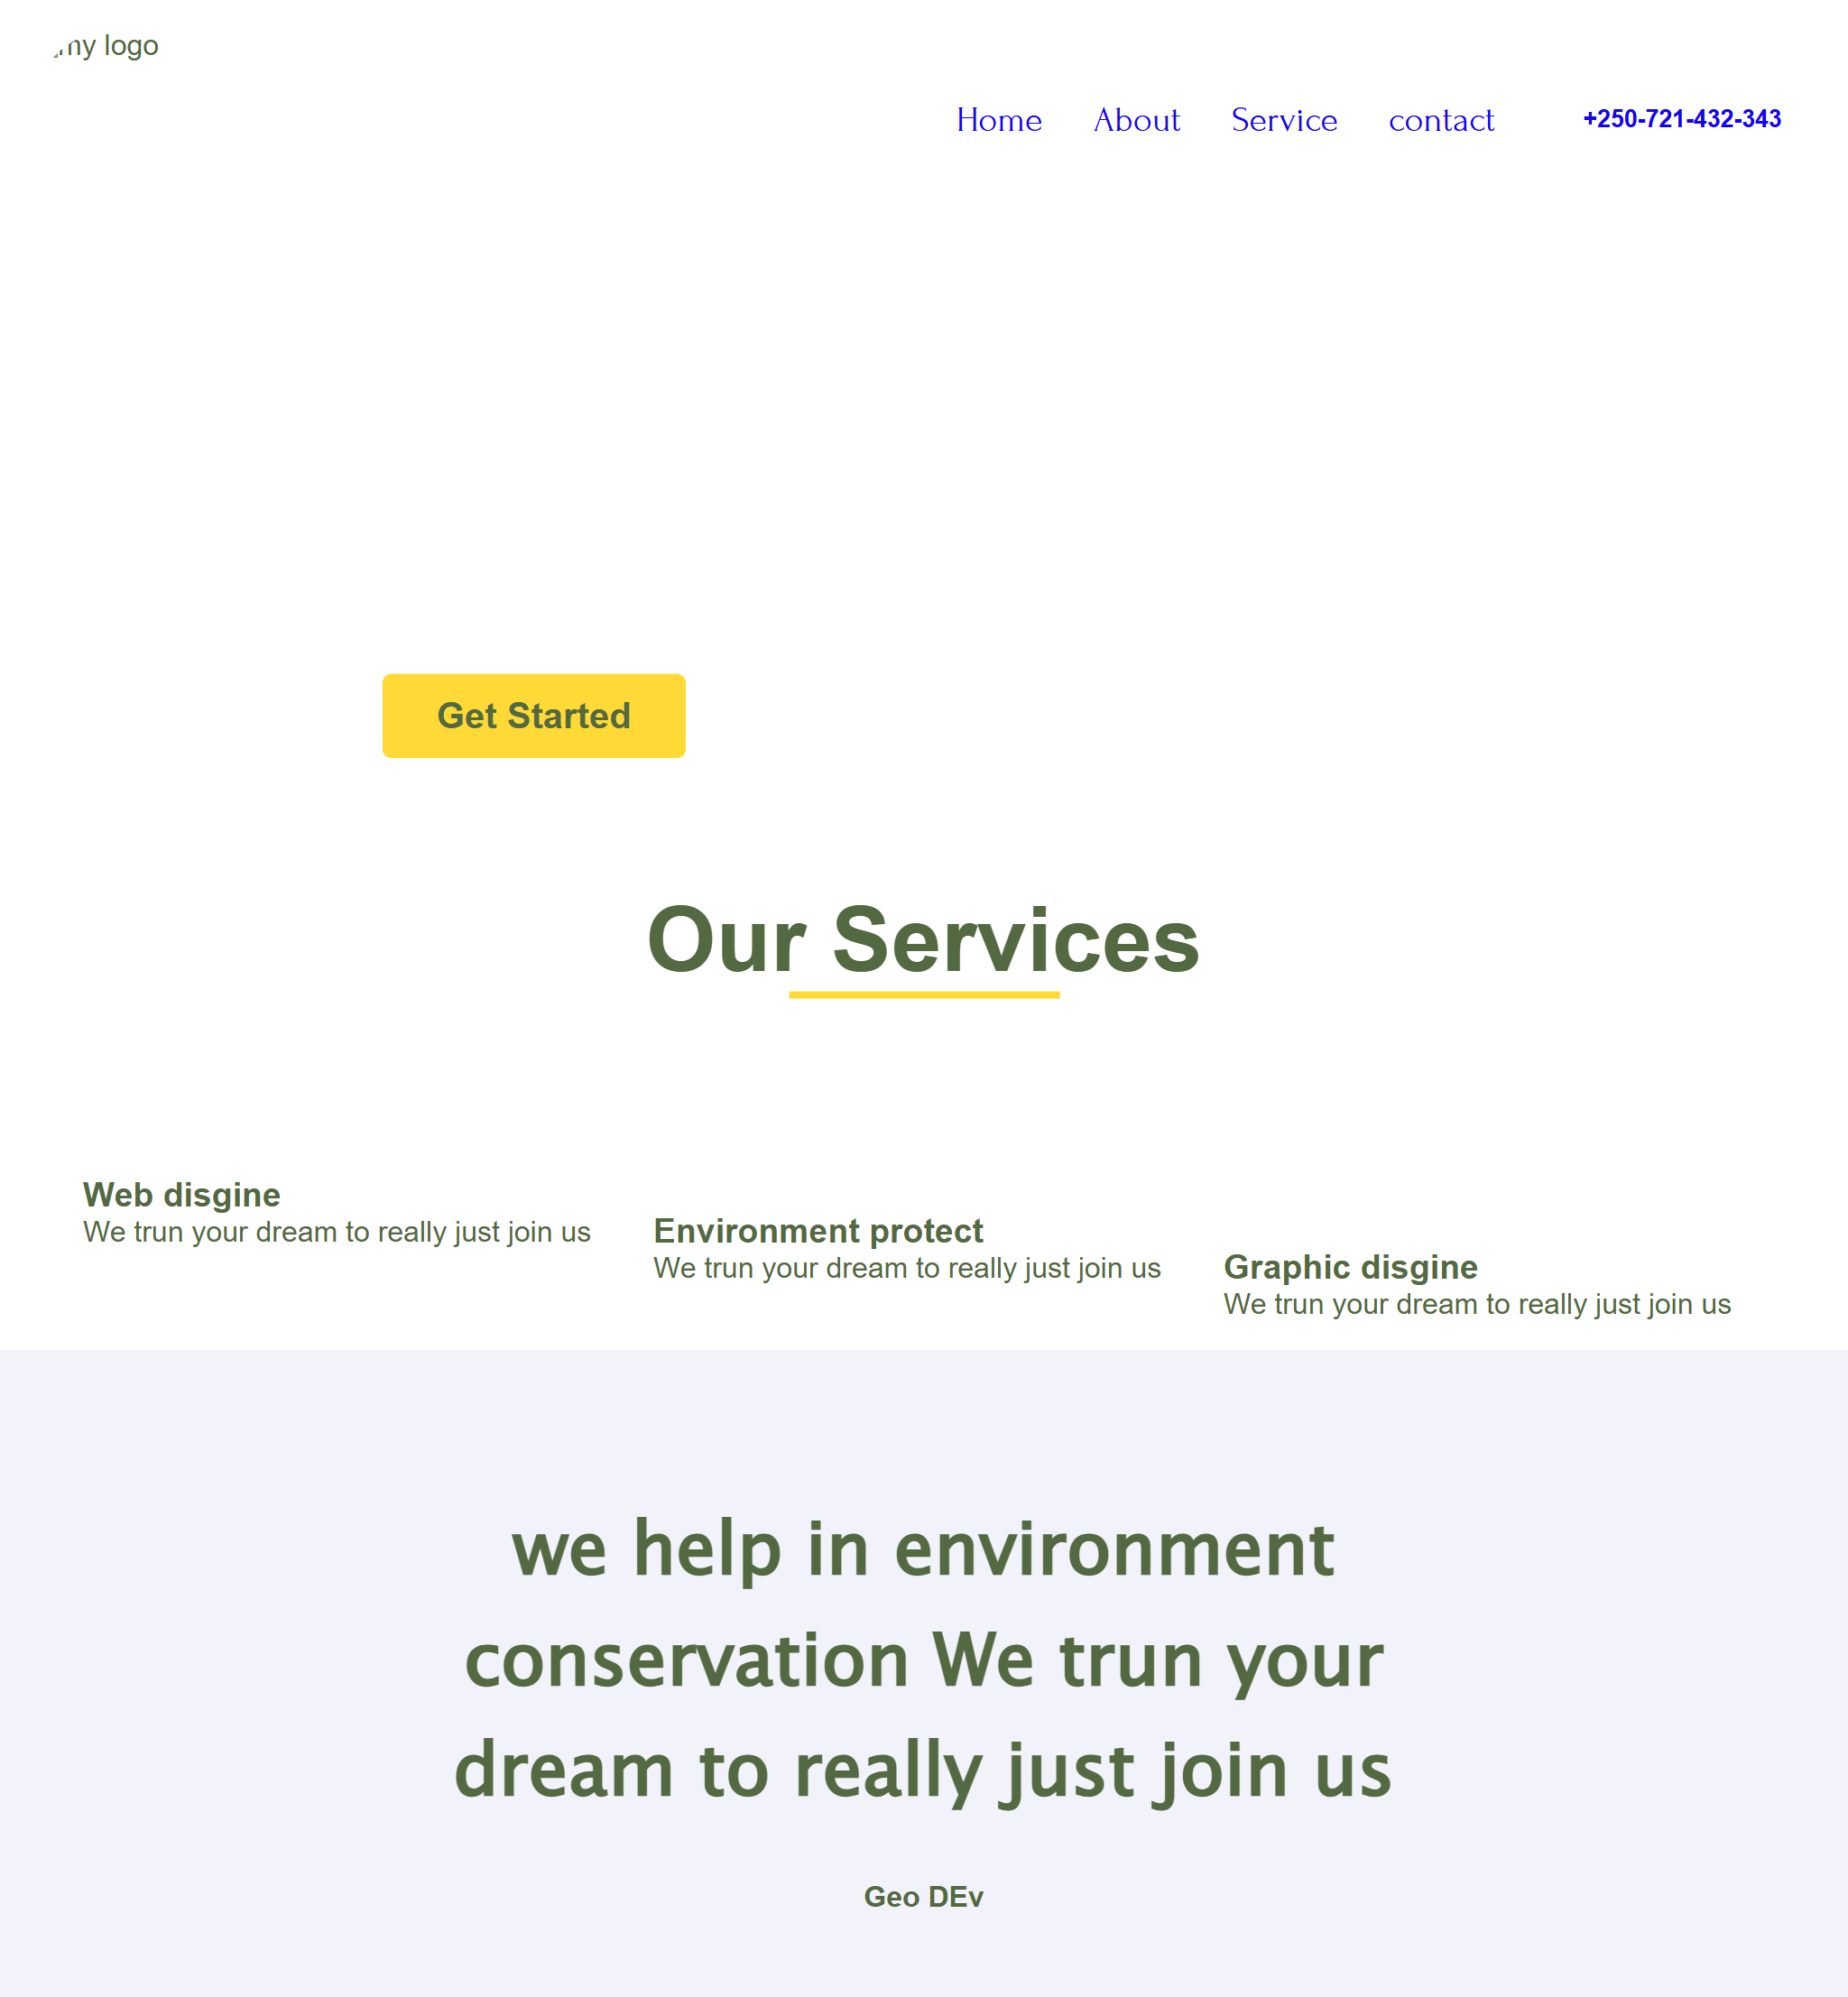 my logo
Home About Service contact +250-721-432-343
Get Started
Our Services
Web disgine
We trun your dream to really just join us
Environment protect
We trun your dream to really just join us
Graphic disgine
We trun your dream to really just join us
we help in environment
conservation We trun your
dream to really just join us
Geo DEv